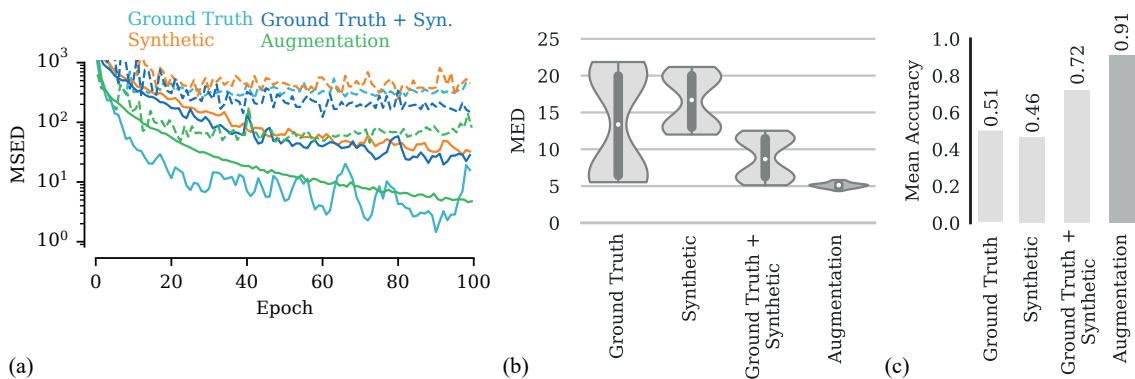 Ground Truth Ground Truth + Syn.
Synthetic Augmentation
MSED
10³
10²
10¹
10⁰
0 20 40 60 80 100
Epoch
(a)
MED
25
20
15
10
5
0
Ground Truth
Synthetic
Ground Truth +
Synthetic
Augmentation
(b)
Mean Accuracy
1.0
0.8
0.6
0.4
0.2
0.0
0.51
0.46
0.72
0.91
Ground Truth
Synthetic
Ground Truth +
Synthetic
Augmentation
(c)